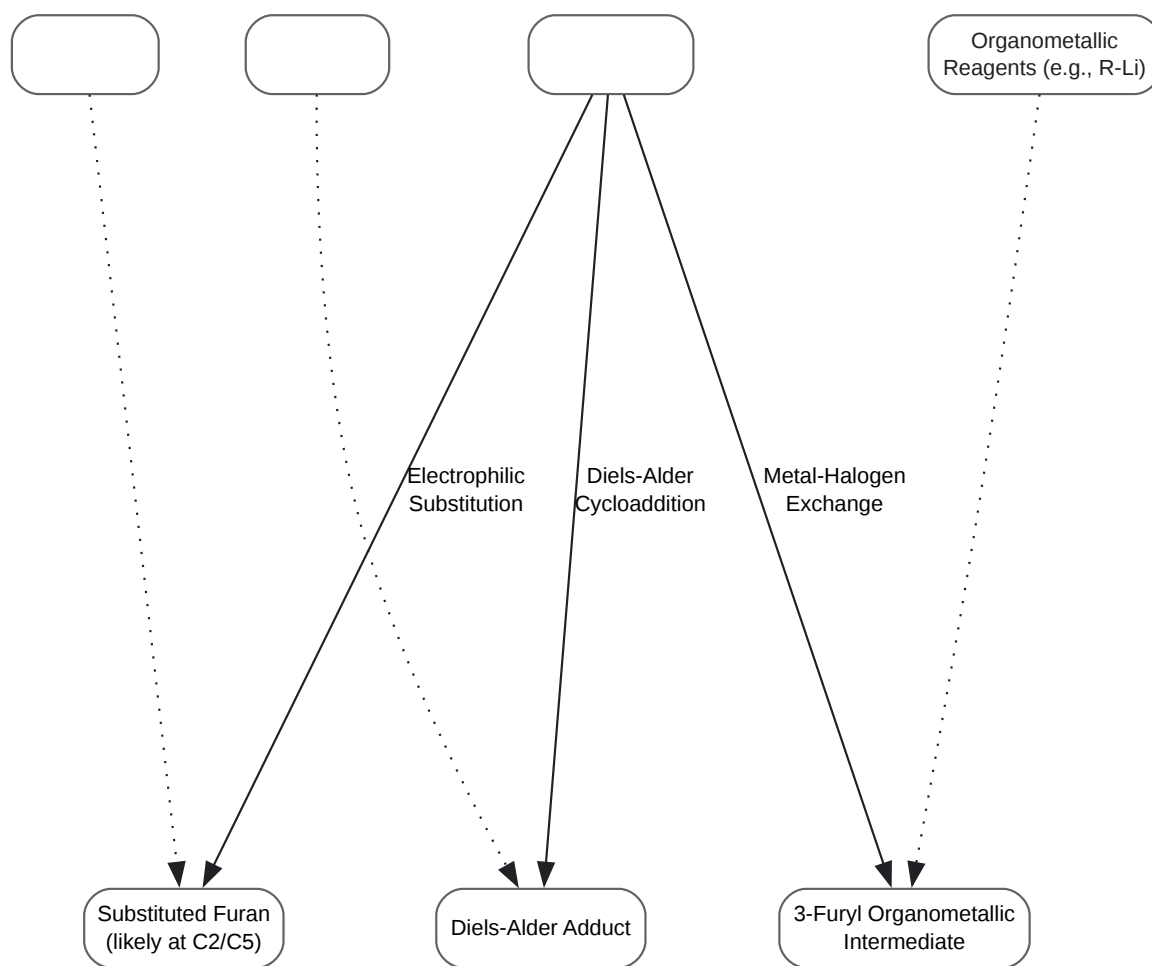 Organometallic
Reagents (e.g., R-Li)
Electrophilic
Substitution
Diels-Alder
Cycloaddition
Metal-Halogen
Exchange
Substituted Furan
(likely at C2/C5)
Diels-Alder Adduct
3-Furyl Organometallic
Intermediate